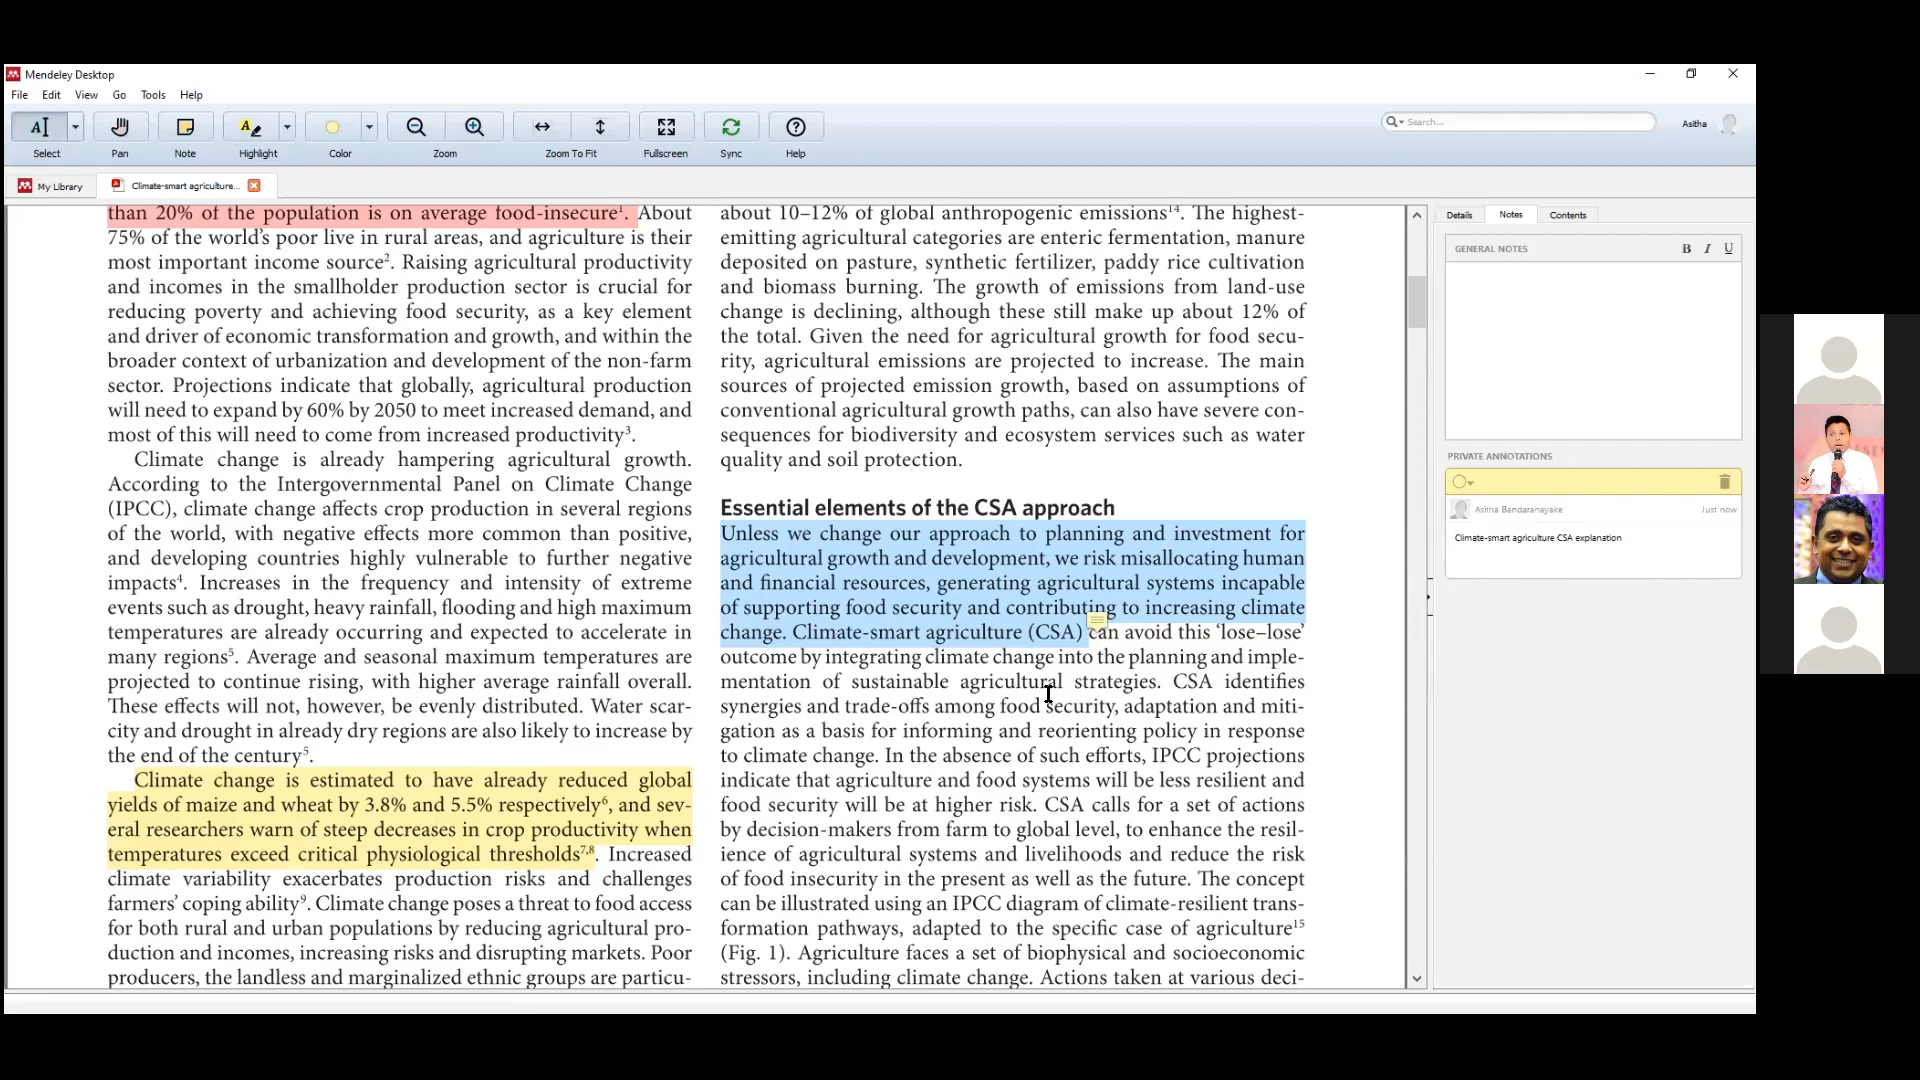 Mendeley Desktop
File Edit View Go Tools Help
Select Pan Note Highlight Color Zoom Zoom To Fit Fullscreen Sync Help
Search...
Asitha
My Library
Climate-smart agriculture...
than 20% of the population is on average food-insecure¹. About
75% of the world's poor live in rural areas, and agriculture is their
most important income source². Raising agricultural productivity
and incomes in the smallholder production sector is crucial for
reducing poverty and achieving food security, as a key element
and driver of economic transformation and growth, and within the
broader context of urbanization and development of the non-farm
sector. Projections indicate that globally, agricultural production
will need to expand by 60% by 2050 to meet increased demand, and
most of this will need to come from increased productivity³.
Climate change is already hampering agricultural growth.
According to the Intergovernmental Panel on Climate Change
(IPCC), climate change affects crop production in several regions
of the world, with negative effects more common than positive,
and developing countries highly vulnerable to further negative
impacts⁴. Increases in the frequency and intensity of extreme
events such as drought, heavy rainfall, flooding and high maximum
temperatures are already occurring and expected to accelerate in
many regions⁵. Average and seasonal maximum temperatures are
projected to continue rising, with higher average rainfall overall.
These effects will not, however, be evenly distributed. Water scar-
city and drought in already dry regions are also likely to increase by
the end of the century⁵.
Climate change is estimated to have already reduced global
yields of maize and wheat by 3.8% and 5.5% respectively⁶, and sev-
eral researchers warn of steep decreases in crop productivity when
temperatures exceed critical physiological thresholds⁷,⁸. Increased
climate variability exacerbates production risks and challenges
farmers' coping ability⁹. Climate change poses a threat to food access
for both rural and urban populations by reducing agricultural pro-
duction and incomes, increasing risks and disrupting markets. Poor
producers, the landless and marginalized ethnic groups are particu-
about 10–12% of global anthropogenic emissions¹⁴. The highest-
emitting agricultural categories are enteric fermentation, manure
deposited on pasture, synthetic fertilizer, paddy rice cultivation
and biomass burning. The growth of emissions from land-use
change is declining, although these still make up about 12% of
the total. Given the need for agricultural growth for food secu-
rity, agricultural emissions are projected to increase. The main
sources of projected emission growth, based on assumptions of
conventional agricultural growth paths, can also have severe con-
sequences for biodiversity and ecosystem services such as water
quality and soil protection.
Essential elements of the CSA approach
Unless we change our approach to planning and investment for
agricultural growth and development, we risk misallocating human
and financial resources, generating agricultural systems incapable
of supporting food security and contributing to increasing climate
change. Climate-smart agriculture (CSA) can avoid this 'lose–lose'
outcome by integrating climate change into the planning and imple-
mentation of sustainable agricultural strategies. CSA identifies
synergies and trade-offs among food security, adaptation and miti-
gation as a basis for informing and reorienting policy in response
to climate change. In the absence of such efforts, IPCC projections
indicate that agriculture and food systems will be less resilient and
food security will be at higher risk. CSA calls for a set of actions
by decision-makers from farm to global level, to enhance the resil-
ience of agricultural systems and livelihoods and reduce the risk
of food insecurity in the present as well as the future. The concept
can be illustrated using an IPCC diagram of climate-resilient trans-
formation pathways, adapted to the specific case of agriculture¹⁵
(Fig. 1). Agriculture faces a set of biophysical and socioeconomic
stressors, including climate change. Actions taken at various deci-
Details Notes Contents
GENERAL NOTES B I U
PRIVATE ANNOTATIONS
Asitha Bandaranayake Just now
Climate-smart agriculture CSA explanation